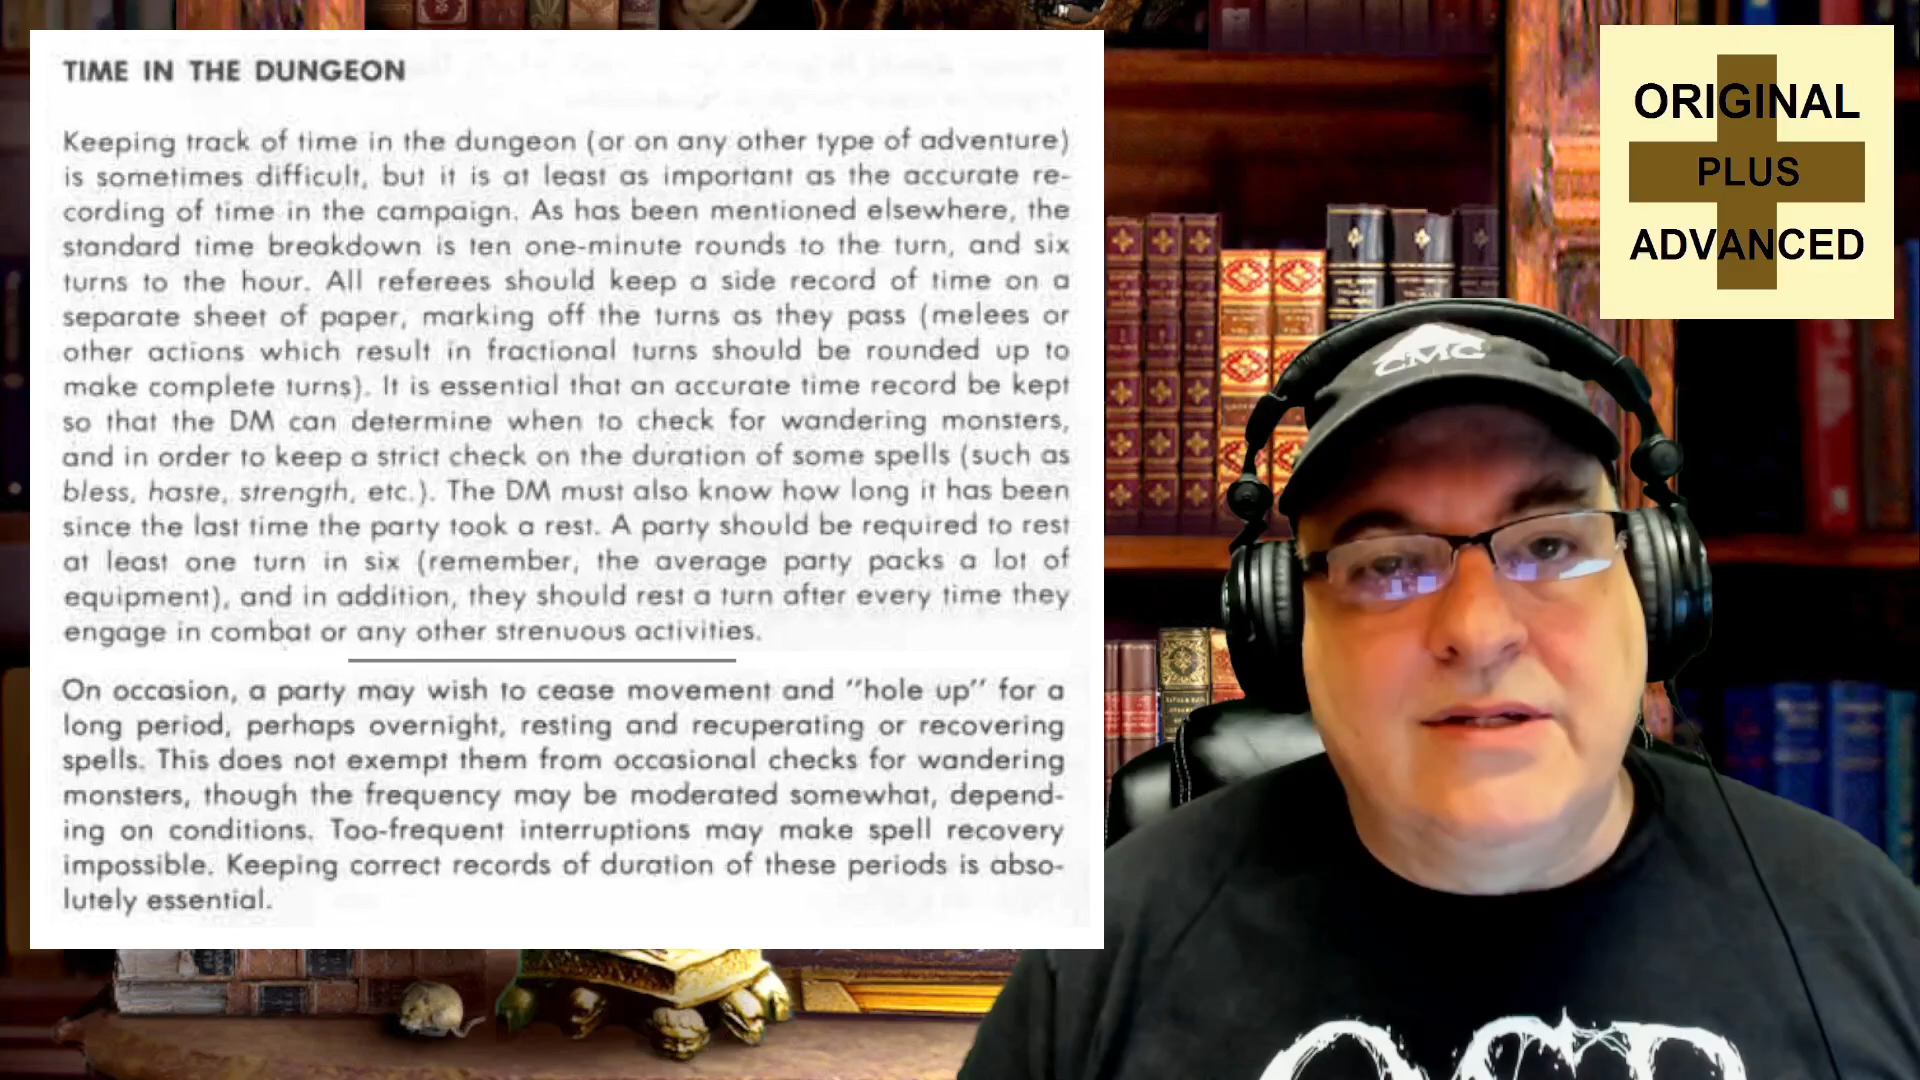 TIME IN THE DUNGEON
Keeping track of time in the dungeon (or on any other type of adventure)
is sometimes difficult, but it is at least as important as the accurate re-
cording of time in the campaign. As has been mentioned elsewhere, the
standard time breakdown is ten one-minute rounds to the turn, and six
turns to the hour. All referees should keep a side record of time on a
separate sheet of paper, marking off the turns as they pass (melees or
other actions which result in fractional turns should be rounded up to
make complete turns). It is essential that an accurate time record be kept
so that the DM can determine when to check for wandering monsters,
and in order to keep a strict check on the duration of some spells (such as
bless, haste, strength, etc.). The DM must also know how long it has been
since the last time the party took a rest. A party should be required to rest
at least one turn in six (remember, the average party packs a lot of
equipment), and in addition, they should rest a turn after every time they
engage in combat or any other strenuous activities.
On occasion, a party may wish to cease movement and "hole up" for a
long period, perhaps overnight, resting and recuperating or recovering
spells. This does not exempt them from occasional checks for wandering
monsters, though the frequency may be moderated somewhat, depend-
ing on conditions. Too-frequent interruptions may make spell recovery
impossible. Keeping correct records of duration of these periods is abso-
lutely essential.
ORIGINAL
PLUS
ADVANCED
CMC